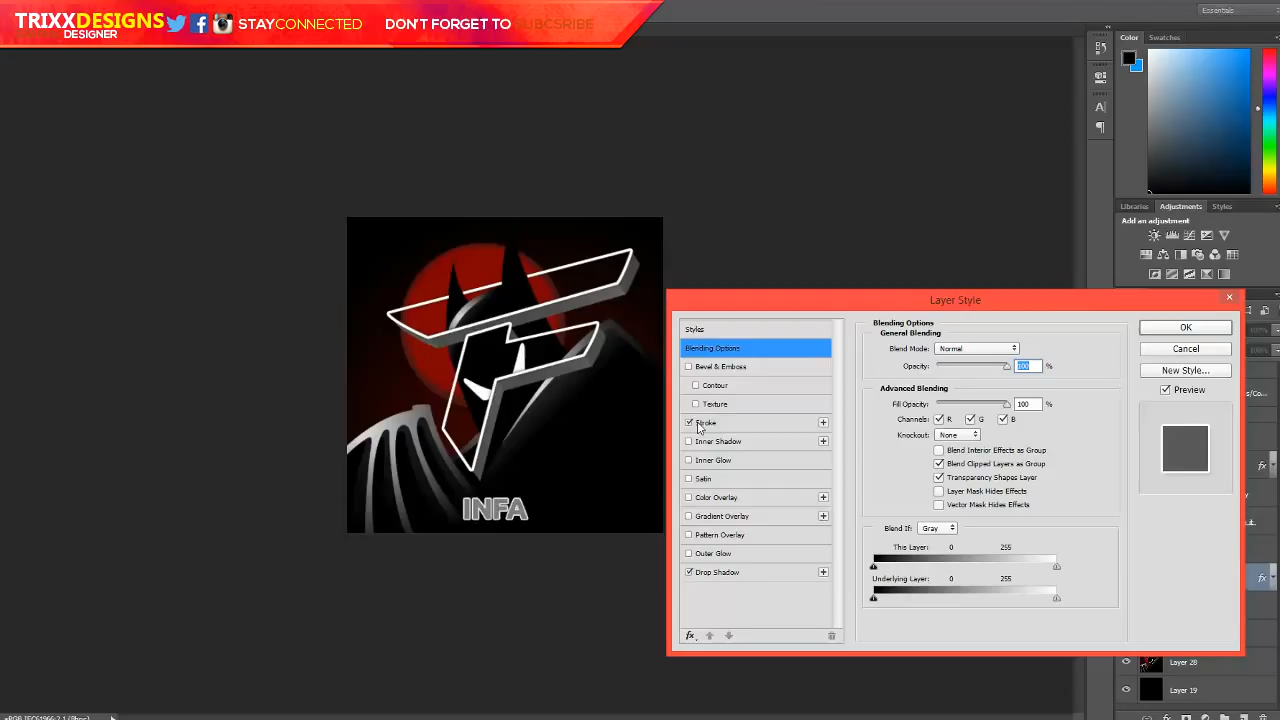 TRIXXDESIGNS
DESIGNER
STAYCONNECTED
DON'T FORGET TO SUBCSRIBE
Essentials
Color
Swatches
Libraries
Adjustments
Styles
Add an adjustment
INFA
Layer Style
Styles
Blending Options
Bevel & Emboss
Contour
Texture
Stroke
Inner Shadow
Inner Glow
Satin
Color Overlay
Gradient Overlay
Pattern Overlay
Outer Glow
Drop Shadow
fx
Blending Options
General Blending
Blend Mode: Normal
Opacity: 100 %
Advanced Blending
Fill Opacity: 100 %
Channels: R G B
Knockout: None
Blend Interior Effects as Group
Blend Clipped Layers as Group
Transparency Shapes Layer
Layer Mask Hides Effects
Vector Mask Hides Effects
Blend If: Gray
This Layer: 0 255
Underlying Layer: 0 255
OK
Cancel
New Style...
Preview
fx
fx
Layer 28
Layer 19